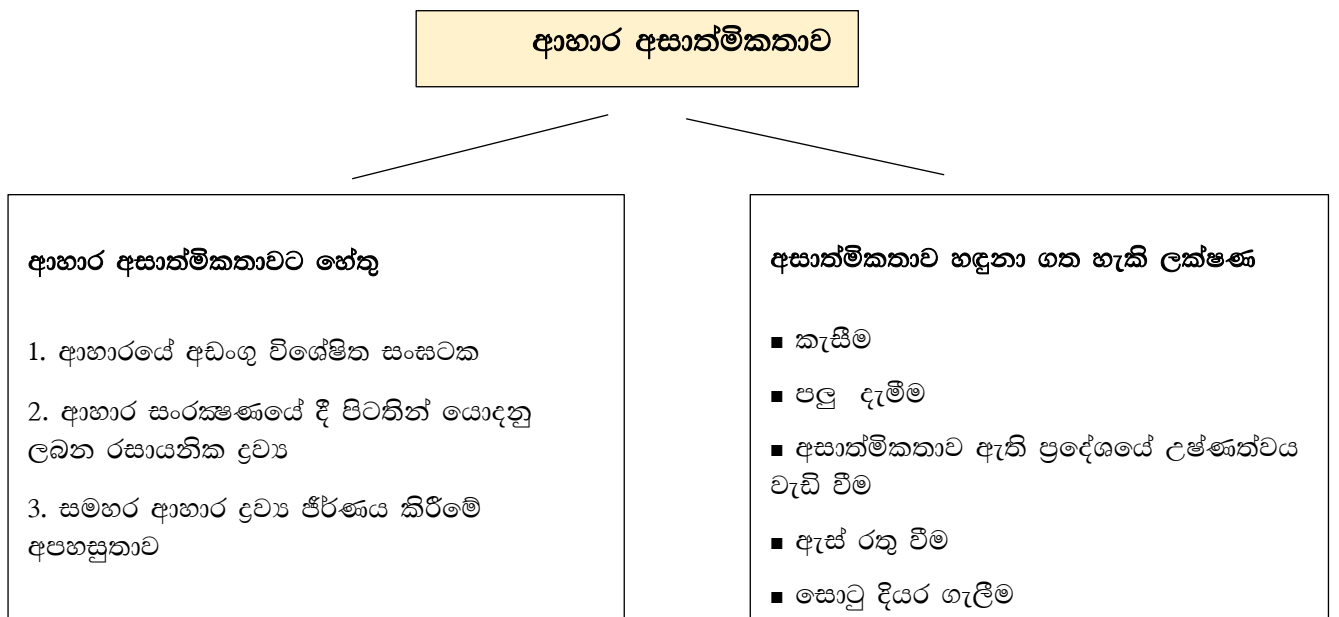 ආහාර අසාත්මිකතාව
ආහාර අසාත්මිකතාවට හේතු
1. ආහාරයේ අඩංගු විශේෂිත සංඝටක
2. ආහාර සංරක්‍ෂණයේ දී පිටතින් යොදනු
ලබන රසායනික ද්‍රව්‍ය
3. සමහර ආහාර ද්‍රව්‍ය ජීර්ණය කිරීමේ
අපහසුතාව
අසාත්මිකතාව හඳුනා ගත හැකි ලක්ෂණ
▪ කැසීම
▪ පලු දැමීම
▪ අසාත්මිකතාව ඇති ප්‍රදේශයේ උෂ්ණත්වය
වැඩි වීම
▪ ඇස් රතු වීම
▪ සොටු දියර ගැලීම